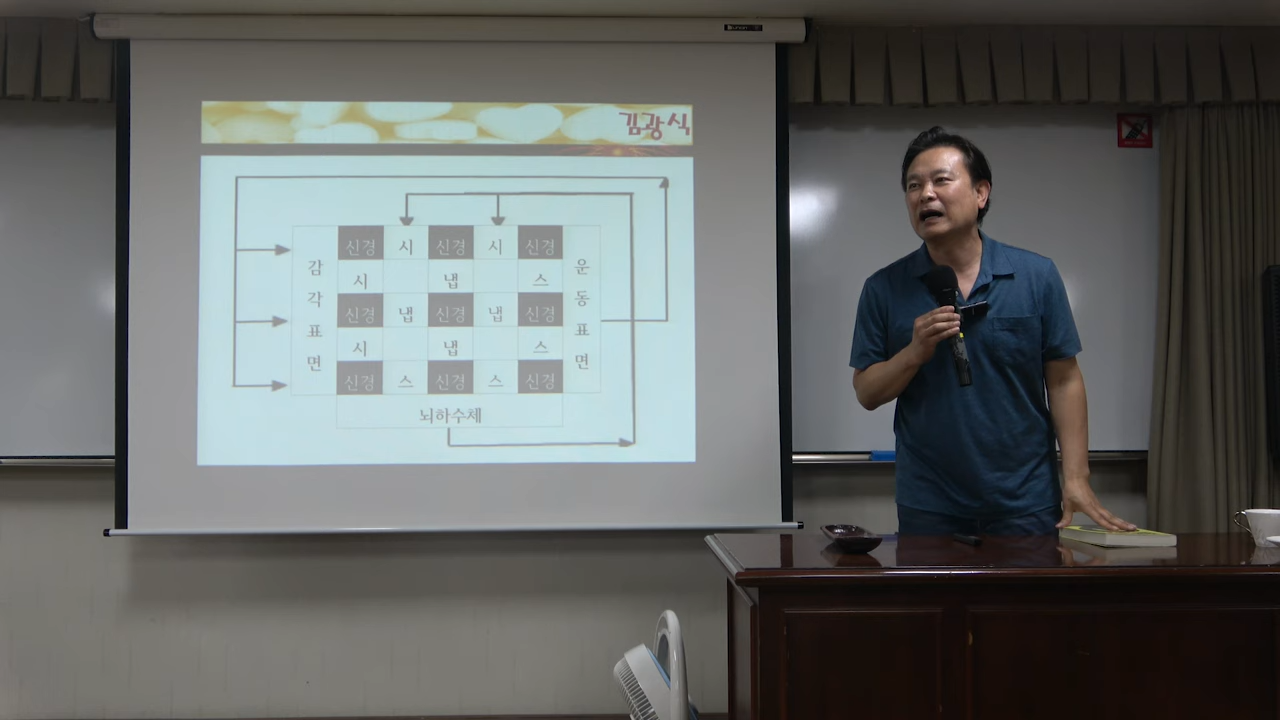 김광식
신경 시 신경 시 신경
시 냅 스
신경 냅 신경 냅 신경
시 냅 스
신경 스 신경 스 신경
감각표면
운동표면
뇌하수체